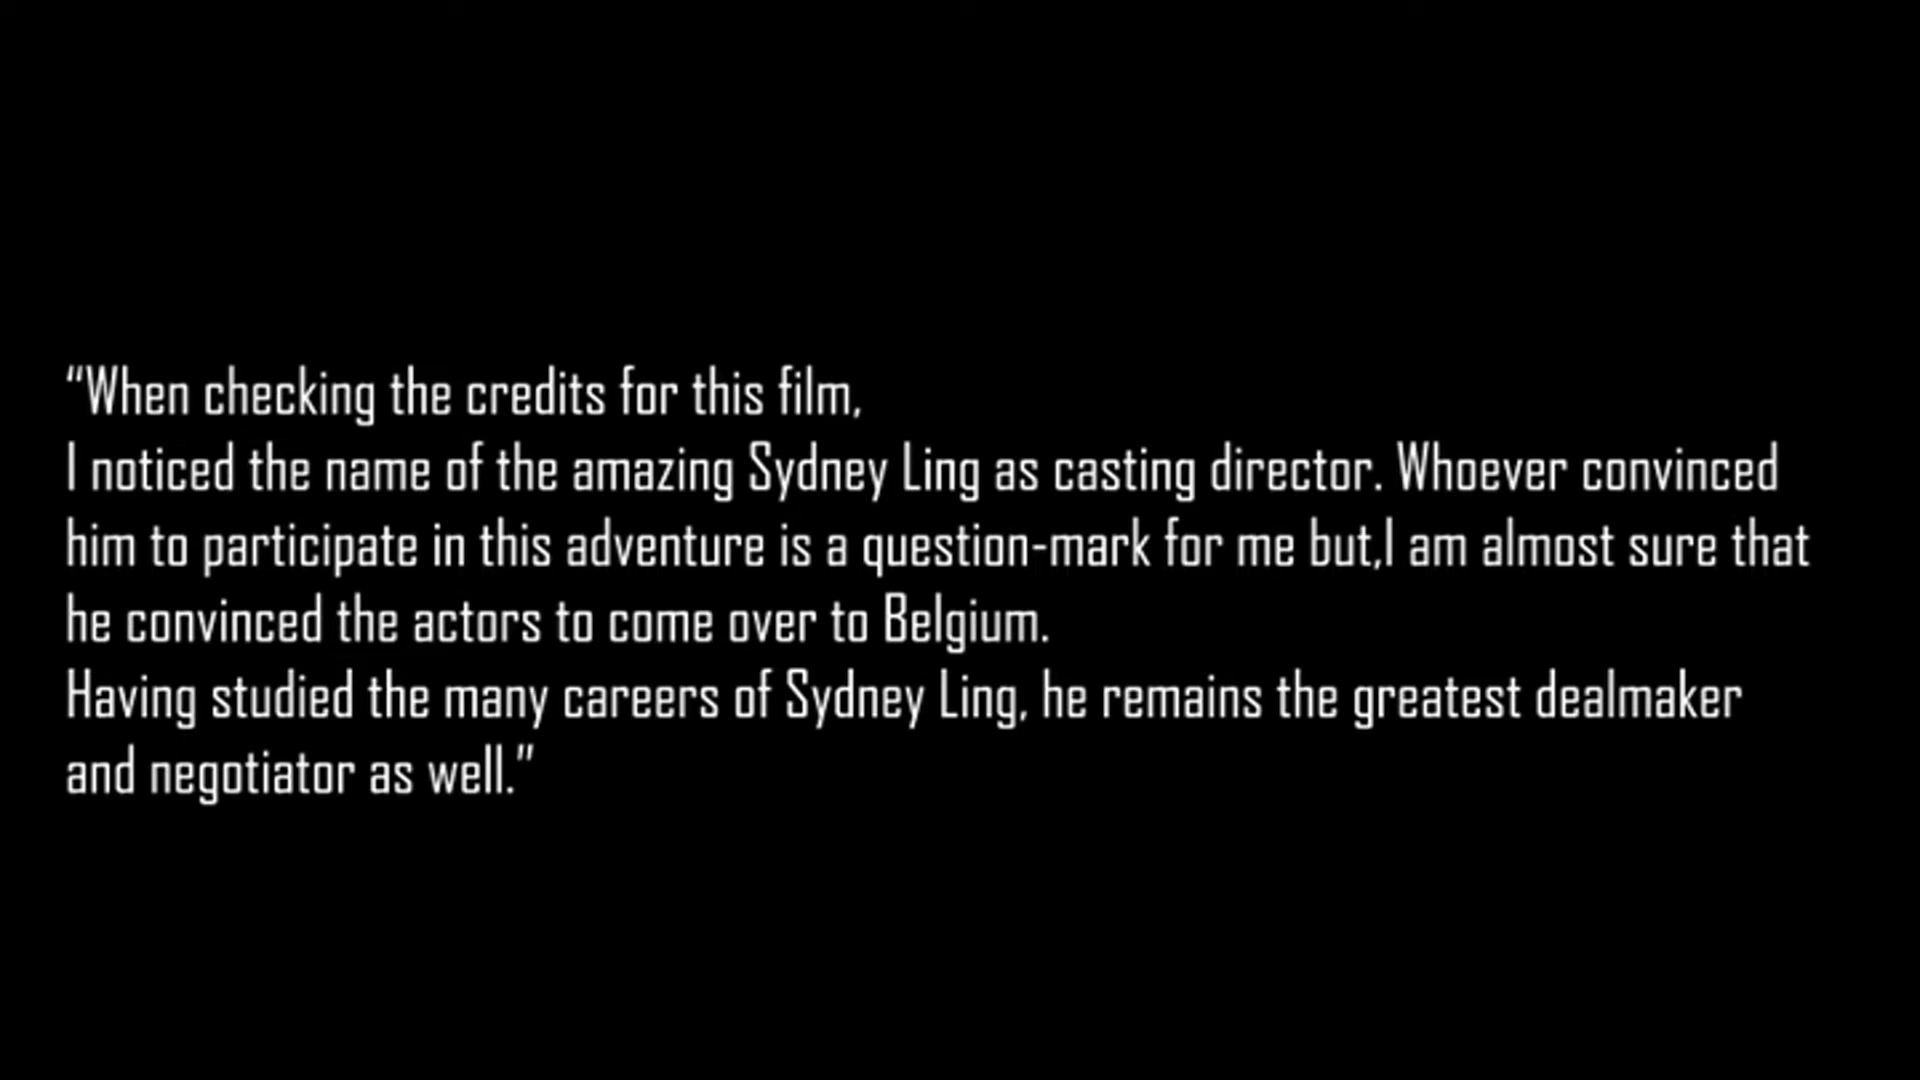 “When checking the credits for this film,
I noticed the name of the amazing Sydney Ling as casting director. Whoever convinced
him to participate in this adventure is a question-mark for me but,I am almost sure that
he convinced the actors to come over to Belgium.
Having studied the many careers of Sydney Ling, he remains the greatest dealmaker
and negotiator as well.”